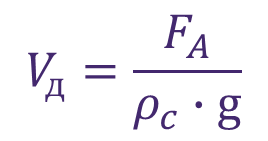 V_д = F_A / (ρ_c · g)